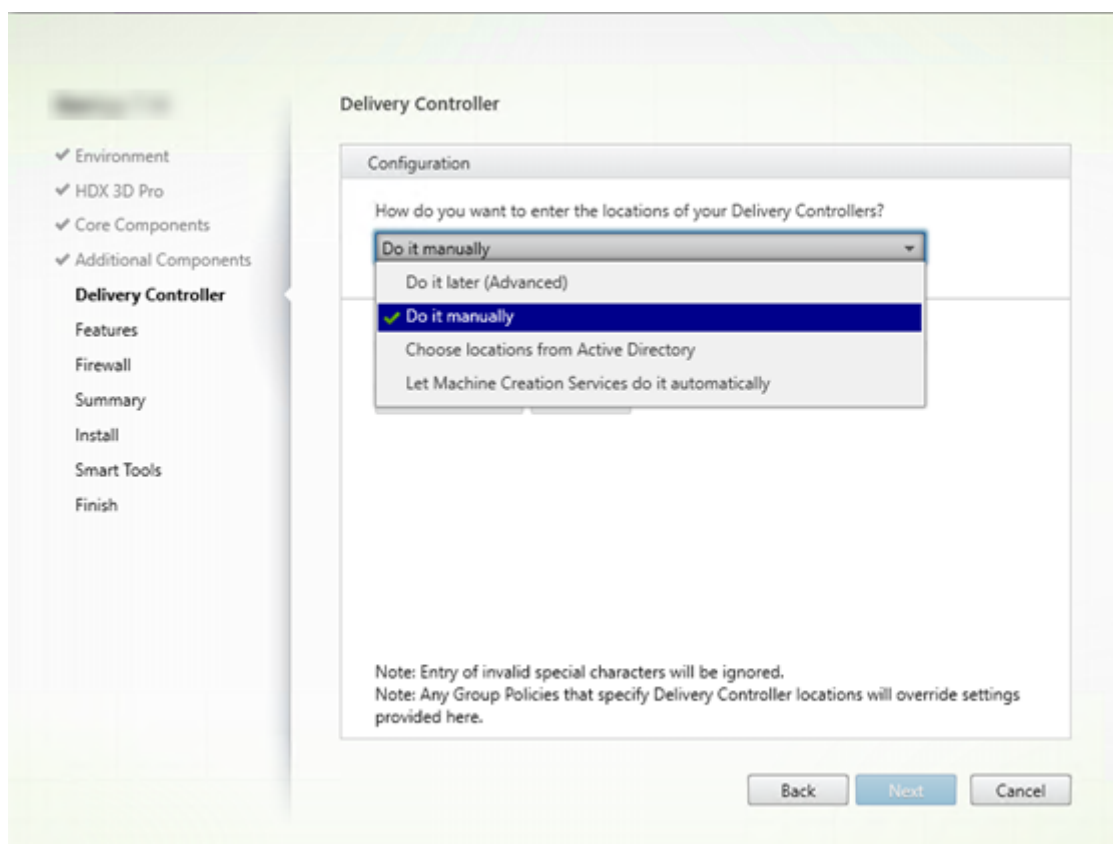 Delivery Controller
Environment
HDX 3D Pro
Core Components
Additional Components
Delivery Controller
Features
Firewall
Summary
Install
Smart Tools
Finish
Configuration
How do you want to enter the locations of your Delivery Controllers?
Do it manually
Do it later (Advanced)
Do it manually
Choose locations from Active Directory
Let Machine Creation Services do it automatically
Note: Entry of invalid special characters will be ignored.
Note: Any Group Policies that specify Delivery Controller locations will override settings
provided here.
Back
Next
Cancel